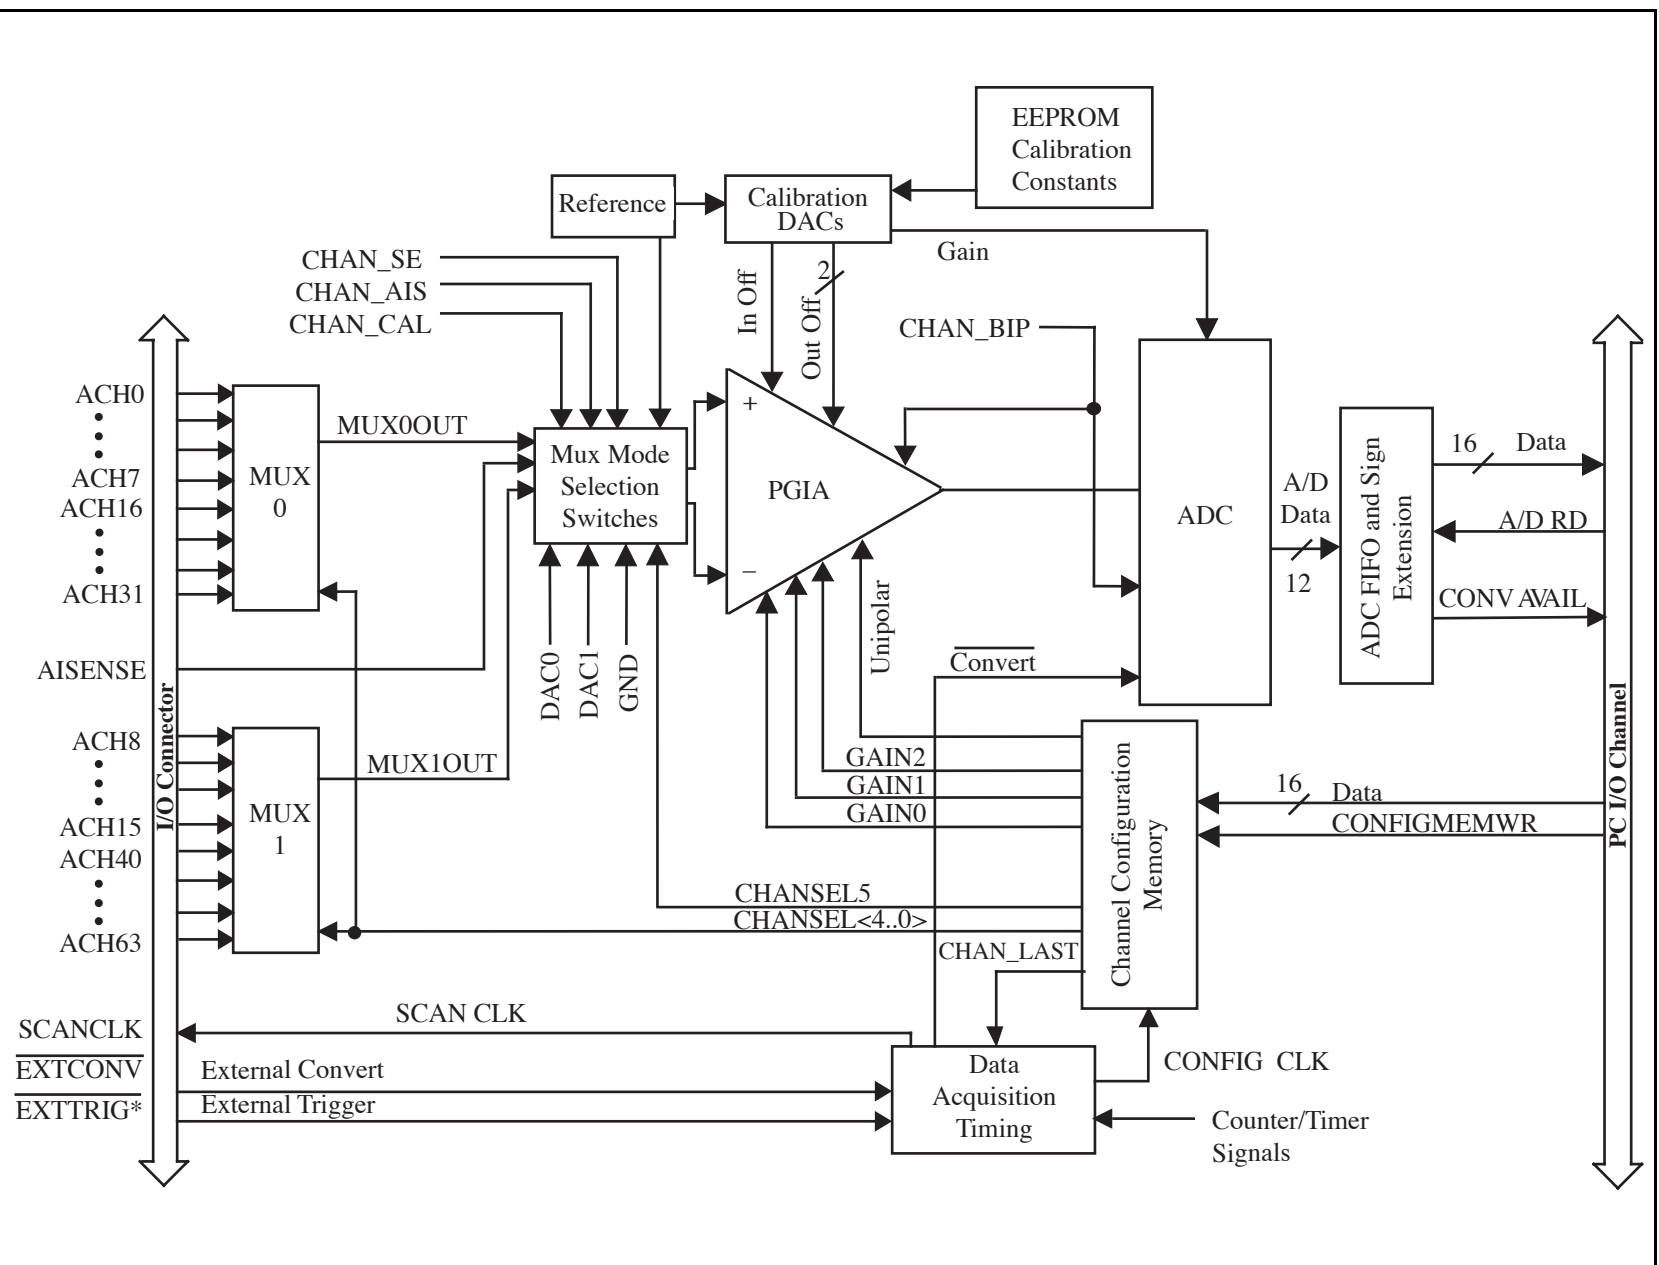 EEPROM
Calibration
Constants
Reference
Calibration
DACs
Gain
CHAN_SE
CHAN_AIS
CHAN_CAL
In Off
2
Out Off
CHAN_BIP
ACH0
ACH7
ACH16
ACH31
MUX
0
MUX0OUT
Mux Mode
Selection
Switches
+
PGIA
−
ADC
A/D
Data
12
ADC FIFO and Sign
Extension
16
Data
A/D RD
CONV AVAIL
AISENSE
I/O Connector
DAC0
DAC1
GND
Unipolar
Convert
PC I/O Channel
ACH8
ACH15
ACH40
ACH63
MUX
1
MUX1OUT
GAIN2
GAIN1
GAIN0
Channel Configuration
Memory
16
Data
CONFIGMEMWR
CHANSEL5
CHANSEL<4..0>
CHAN_LAST
SCANCLK
SCAN CLK
EXTCONV
External Convert
EXTTRIG*
External Trigger
Data
Acquisition
Timing
CONFIG CLK
Counter/Timer
Signals